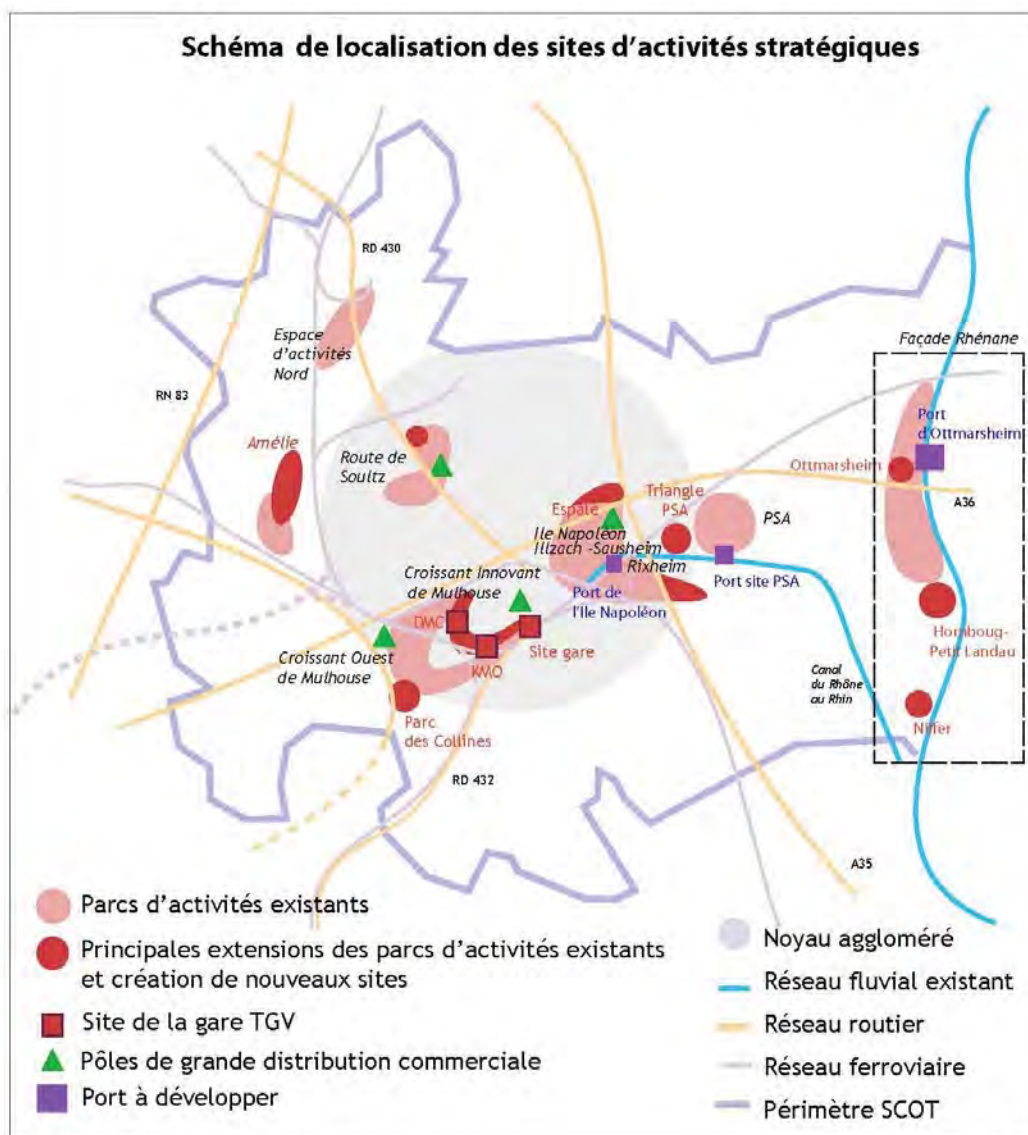 Schéma de localisation des sites d'activités stratégiques
RD 430
Espace
d'activités
Nord
Façade Rhénane
RN 83
Port
d'Ottmarsheim
Amélie
Route de
Soultz
Ottmarsheim
Triangle
PSA
Espale
A36
PSA
Ile Napoléon
Illzach -Sausheim
Rixheim
Croissant Innovant
de Mulhouse
Port site PSA
Port de
l'Ile Napoléon
DMC
Site gare
Hombourg-
Petit Landau
Croissant Ouest
de Mulhouse
KMO
Canal
du Rhône
au Rhin
Niffer
Parc
des Collines
RD 432
A35
Parcs d'activités existants
Principales extensions des parcs d'activités existants
et création de nouveaux sites
Site de la gare TGV
Pôles de grande distribution commerciale
Port à développer
Noyau aggloméré
Réseau fluvial existant
Réseau routier
Réseau ferroviaire
Périmètre SCOT